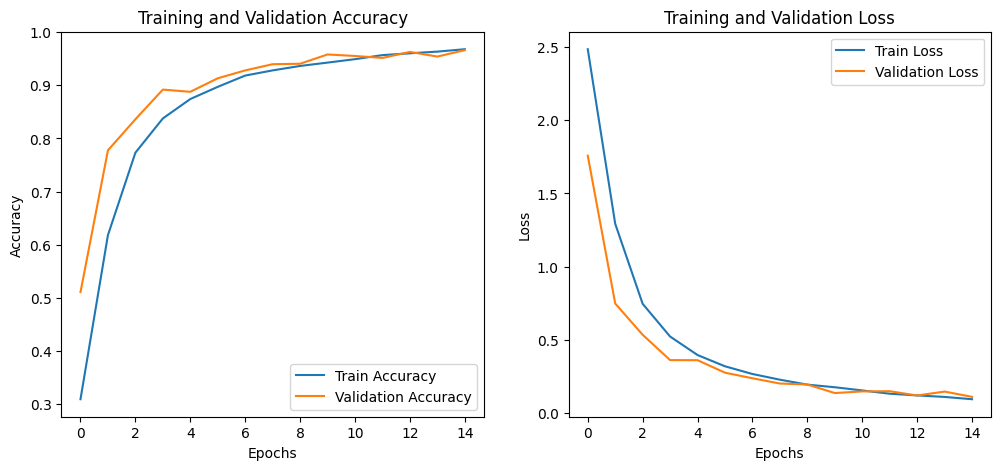 Training and Validation Accuracy
Accuracy
1.0
0.9
0.8
0.7
0.6
0.5
0.4
0.3
0 2 4 6 8 10 12 14
Epochs
Train Accuracy
Validation Accuracy
Training and Validation Loss
Loss
2.5
2.0
1.5
1.0
0.5
0.0
0 2 4 6 8 10 12 14
Epochs
Train Loss
Validation Loss